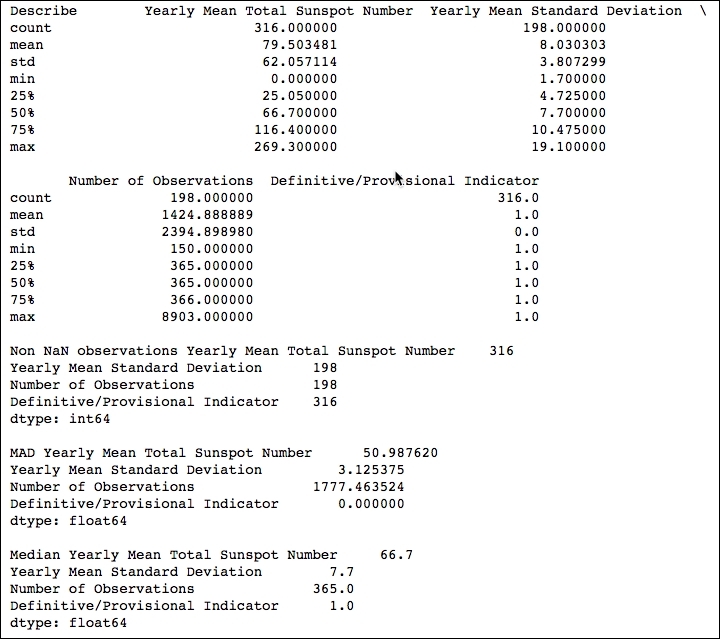 Describe        Yearly Mean Total Sunspot Number  Yearly Mean Standard Deviation  \
count                        316.000000                      198.000000
mean                          79.503481                        8.030303
std                           62.057114                        3.807299
min                            0.000000                        1.700000
25%                           25.050000                        4.725000
50%                           66.700000                        7.700000
75%                          116.400000                       10.475000
max                          269.300000                       19.100000
       Number of Observations  Definitive/Provisional Indicator
count              198.000000                             316.0
mean              1424.888889                               1.0
std               2394.898980                               0.0
min                150.000000                               1.0
25%                365.000000                               1.0
50%                365.000000                               1.0
75%                366.000000                               1.0
max               8903.000000                               1.0
Non NaN observations Yearly Mean Total Sunspot Number    316
Yearly Mean Standard Deviation      198
Number of Observations              198
Definitive/Provisional Indicator    316
dtype: int64
MAD Yearly Mean Total Sunspot Number      50.987620
Yearly Mean Standard Deviation         3.125375
Number of Observations              1777.463524
Definitive/Provisional Indicator       0.000000
dtype: float64
Median Yearly Mean Total Sunspot Number     66.7
Yearly Mean Standard Deviation        7.7
Number of Observations              365.0
Definitive/Provisional Indicator      1.0
dtype: float64